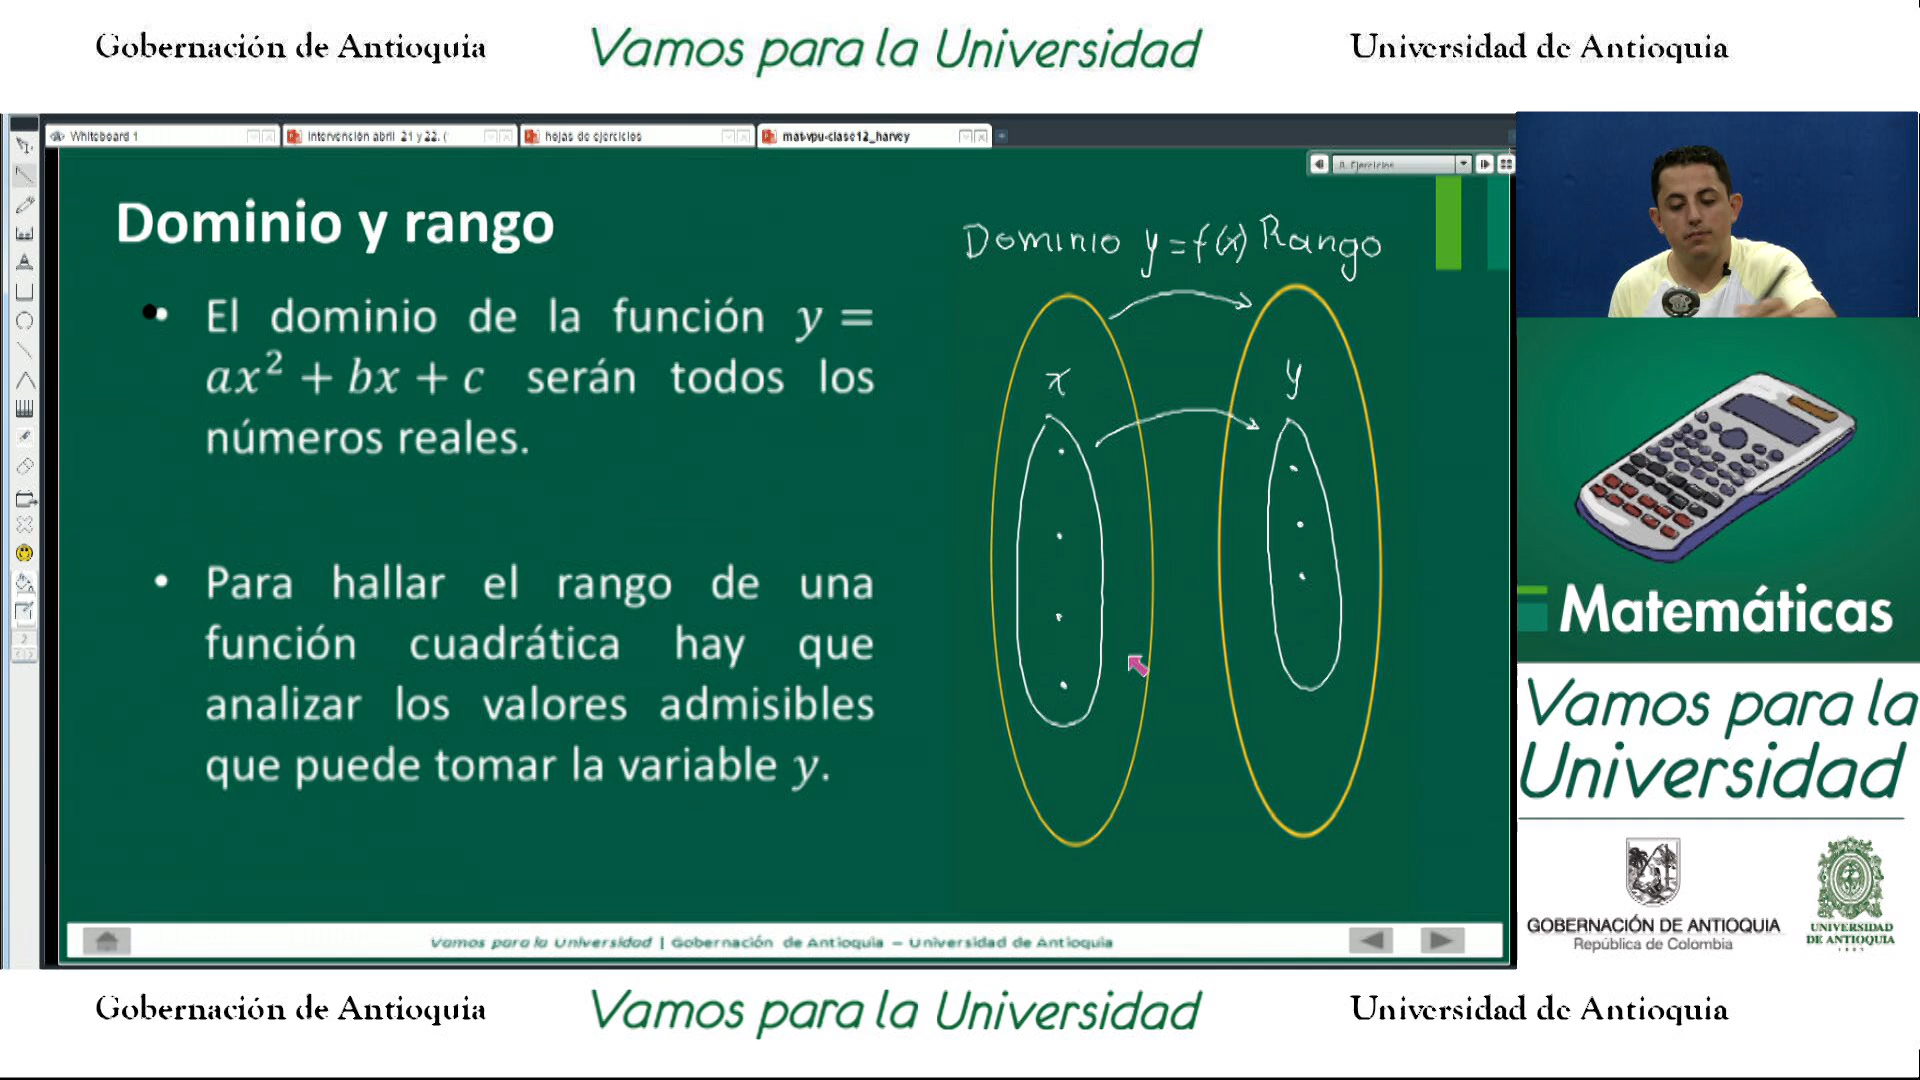 Gobernación de Antioquia
Vamos para la Universidad
Universidad de Antioquia
Whiteboard 1
Intervención abril 21 y 22. (
hojas de ejercicios
mat-vpu-clase12_harvey
8. Ejercicios
Dominio y rango
• El dominio de la función y =
ax² + bx + c serán todos los
números reales.
• Para hallar el rango de una
función cuadrática hay que
analizar los valores admisibles
que puede tomar la variable y.
Dominio y=f(x) Rango
x
y
2
Matemáticas
Vamos para la
Universidad
GOBERNACIÓN DE ANTIOQUIA
República de Colombia
UNIVERSIDAD
DE ANTIOQUIA
Vamos para la Universidad | Gobernación de Antioquia – Universidad de Antioquia
Gobernación de Antioquia
Vamos para la Universidad
Universidad de Antioquia